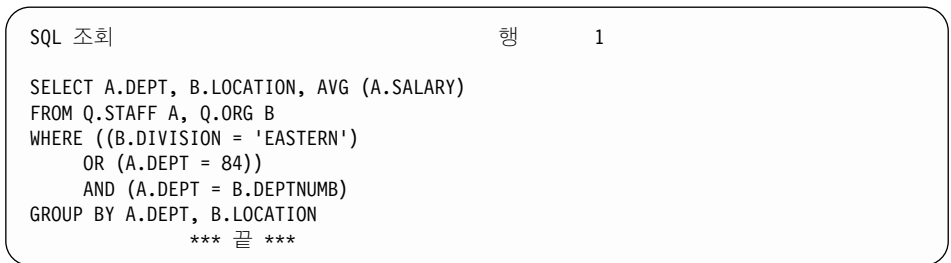 SQL 조회 행 1
SELECT A.DEPT, B.LOCATION, AVG (A.SALARY)
FROM Q.STAFF A, Q.ORG B
WHERE ((B.DIVISION = 'EASTERN')
OR (A.DEPT = 84))
AND (A.DEPT = B.DEPTNUMB)
GROUP BY A.DEPT, B.LOCATION
*** 끝 ***